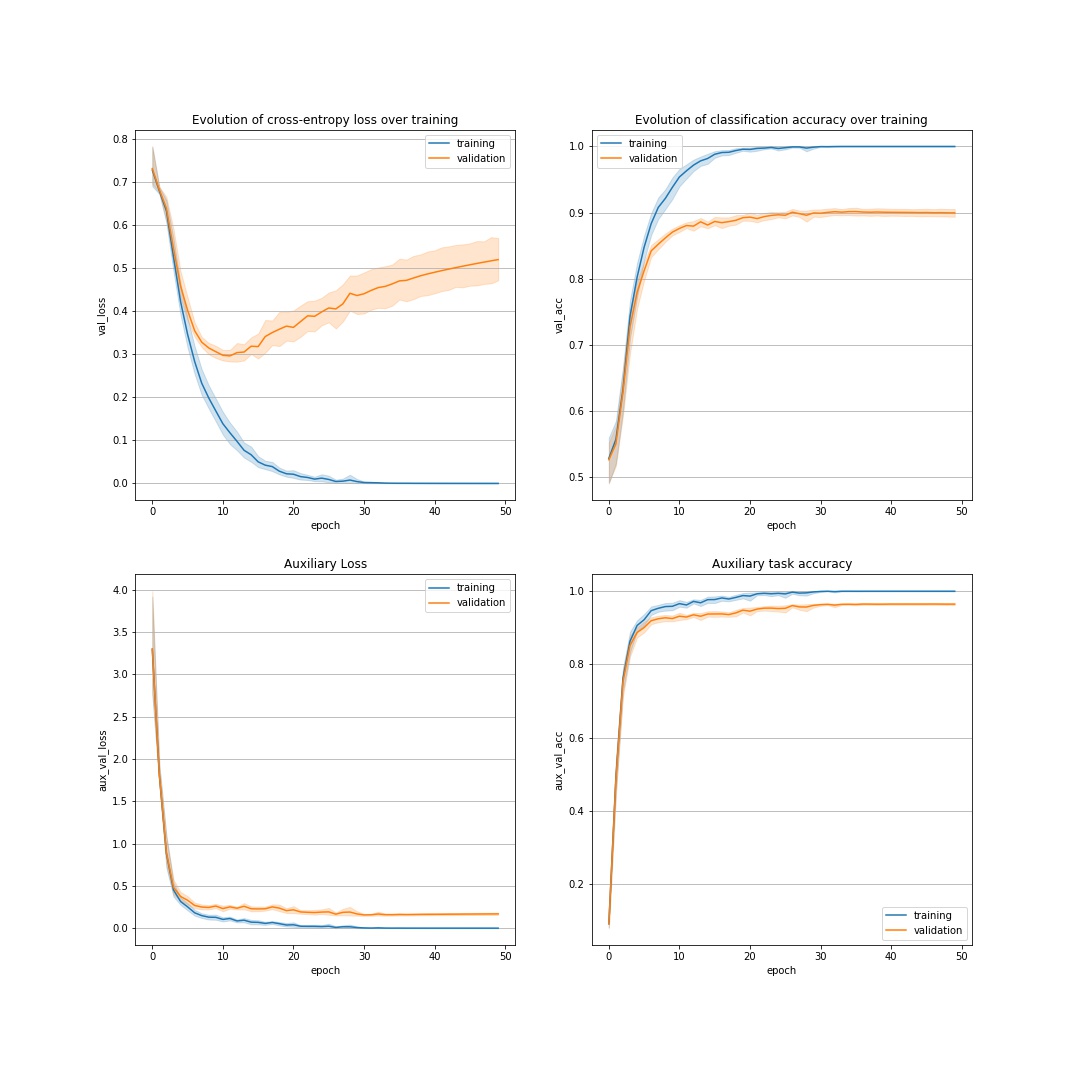 Evolution of cross-entropy loss over training
0.8
0.7
0.6
0.5
0.4
0.3
0.2
0.1
0.0
val_loss
training
validation
0 10 20 30 40 50
epoch
Evolution of classification accuracy over training
1.0
0.9
0.8
0.7
0.6
0.5
val_acc
training
validation
0 10 20 30 40 50
epoch
Auxiliary Loss
4.0
3.5
3.0
2.5
2.0
1.5
1.0
0.5
0.0
aux_val_loss
training
validation
0 10 20 30 40 50
epoch
Auxiliary task accuracy
1.0
0.8
0.6
0.4
0.2
aux_val_acc
training
validation
0 10 20 30 40 50
epoch